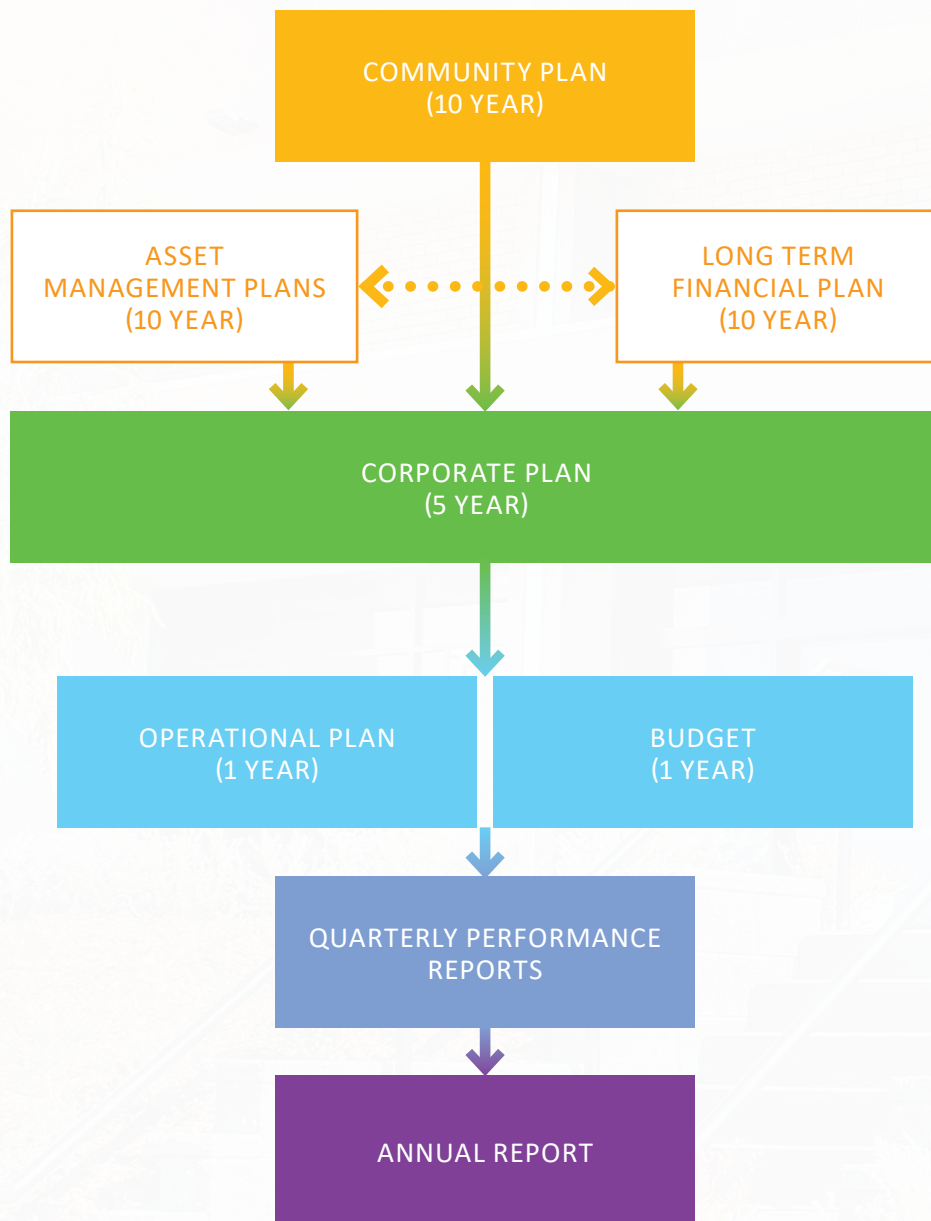 COMMUNITY PLAN
(10 YEAR)
ASSET
MANAGEMENT PLANS
(10 YEAR)
LONG TERM
FINANCIAL PLAN
(10 YEAR)
CORPORATE PLAN
(5 YEAR)
OPERATIONAL PLAN
(1 YEAR)
BUDGET
(1 YEAR)
QUARTERLY PERFORMANCE
REPORTS
ANNUAL REPORT